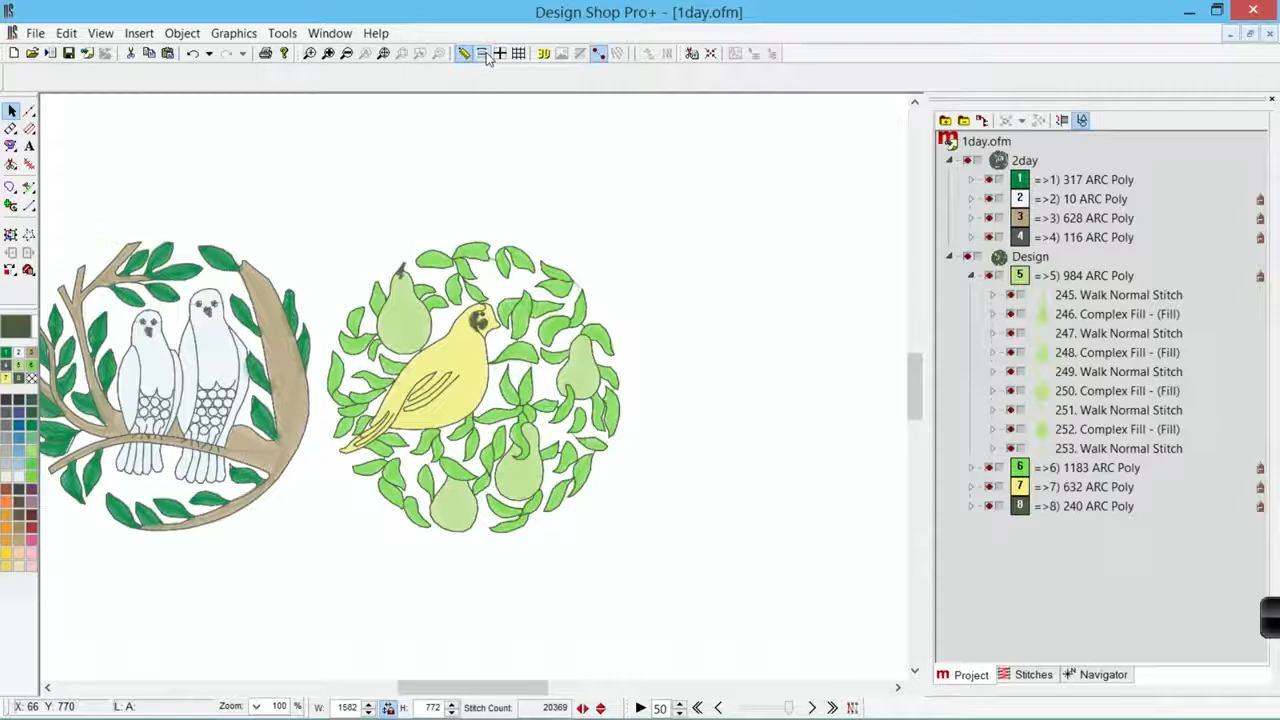 Design Shop Pro+ - [1day.ofm]
File Edit View Insert Object Graphics Tools Window Help
3D
A
1day.ofm
2day
1 =>1) 317 ARC Poly
2 =>2) 10 ARC Poly
3 =>3) 628 ARC Poly
4 =>4) 116 ARC Poly
Design
5 =>5) 984 ARC Poly
245. Walk Normal Stitch
246. Complex Fill - (Fill)
247. Walk Normal Stitch
248. Complex Fill - (Fill)
249. Walk Normal Stitch
250. Complex Fill - (Fill)
251. Walk Normal Stitch
252. Complex Fill - (Fill)
253. Walk Normal Stitch
6 =>6) 1183 ARC Poly
7 =>7) 632 ARC Poly
8 =>8) 240 ARC Poly
Project Stitches Navigator
X: 66 Y: 770 L: A: Zoom: 100 % W: 1582 H: 772 Stitch Count: 20369 50